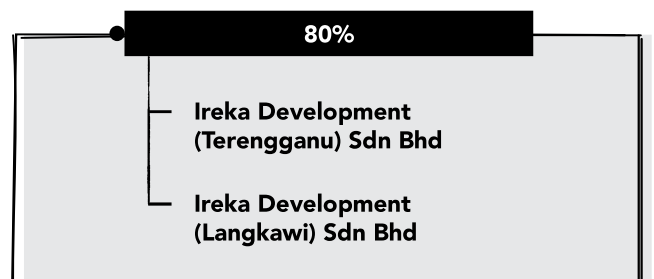 80%
Ireka Development
(Terengganu) Sdn Bhd
Ireka Development
(Langkawi) Sdn Bhd